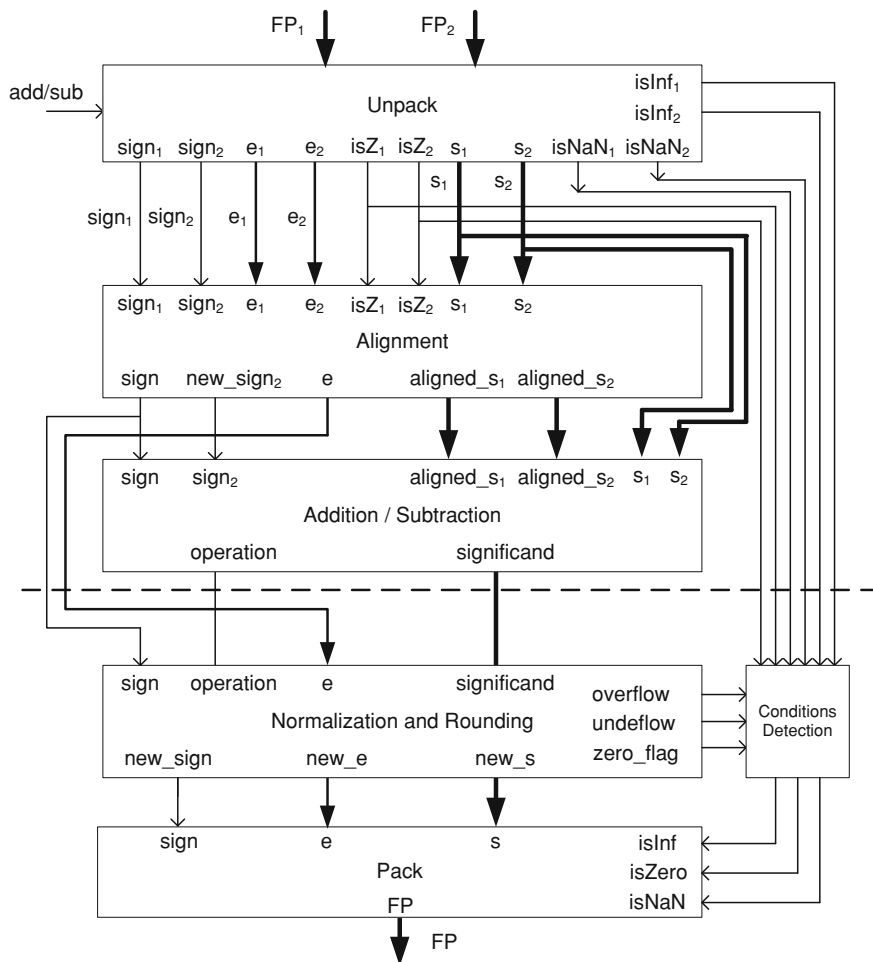 FP₁ FP₂
add/sub
Unpack
isInf₁
isInf₂
sign₁ sign₂ e₁ e₂ isZ₁ isZ₂ s₁ s₂ isNaN₁ isNaN₂
s₁ s₂
sign₁ sign₂ e₁ e₂
sign₁ sign₂ e₁ e₂ isZ₁ isZ₂ s₁ s₂
Alignment
sign new_sign₂ e aligned_s₁ aligned_s₂
sign sign₂ aligned_s₁ aligned_s₂ s₁ s₂
Addition / Subtraction
operation significand
sign operation e significand
overflow
Normalization and Rounding
undeflow
zero_flag
new_sign new_e new_s
Conditions
Detection
sign e s
isInf
Pack
isZero
FP
isNaN
FP